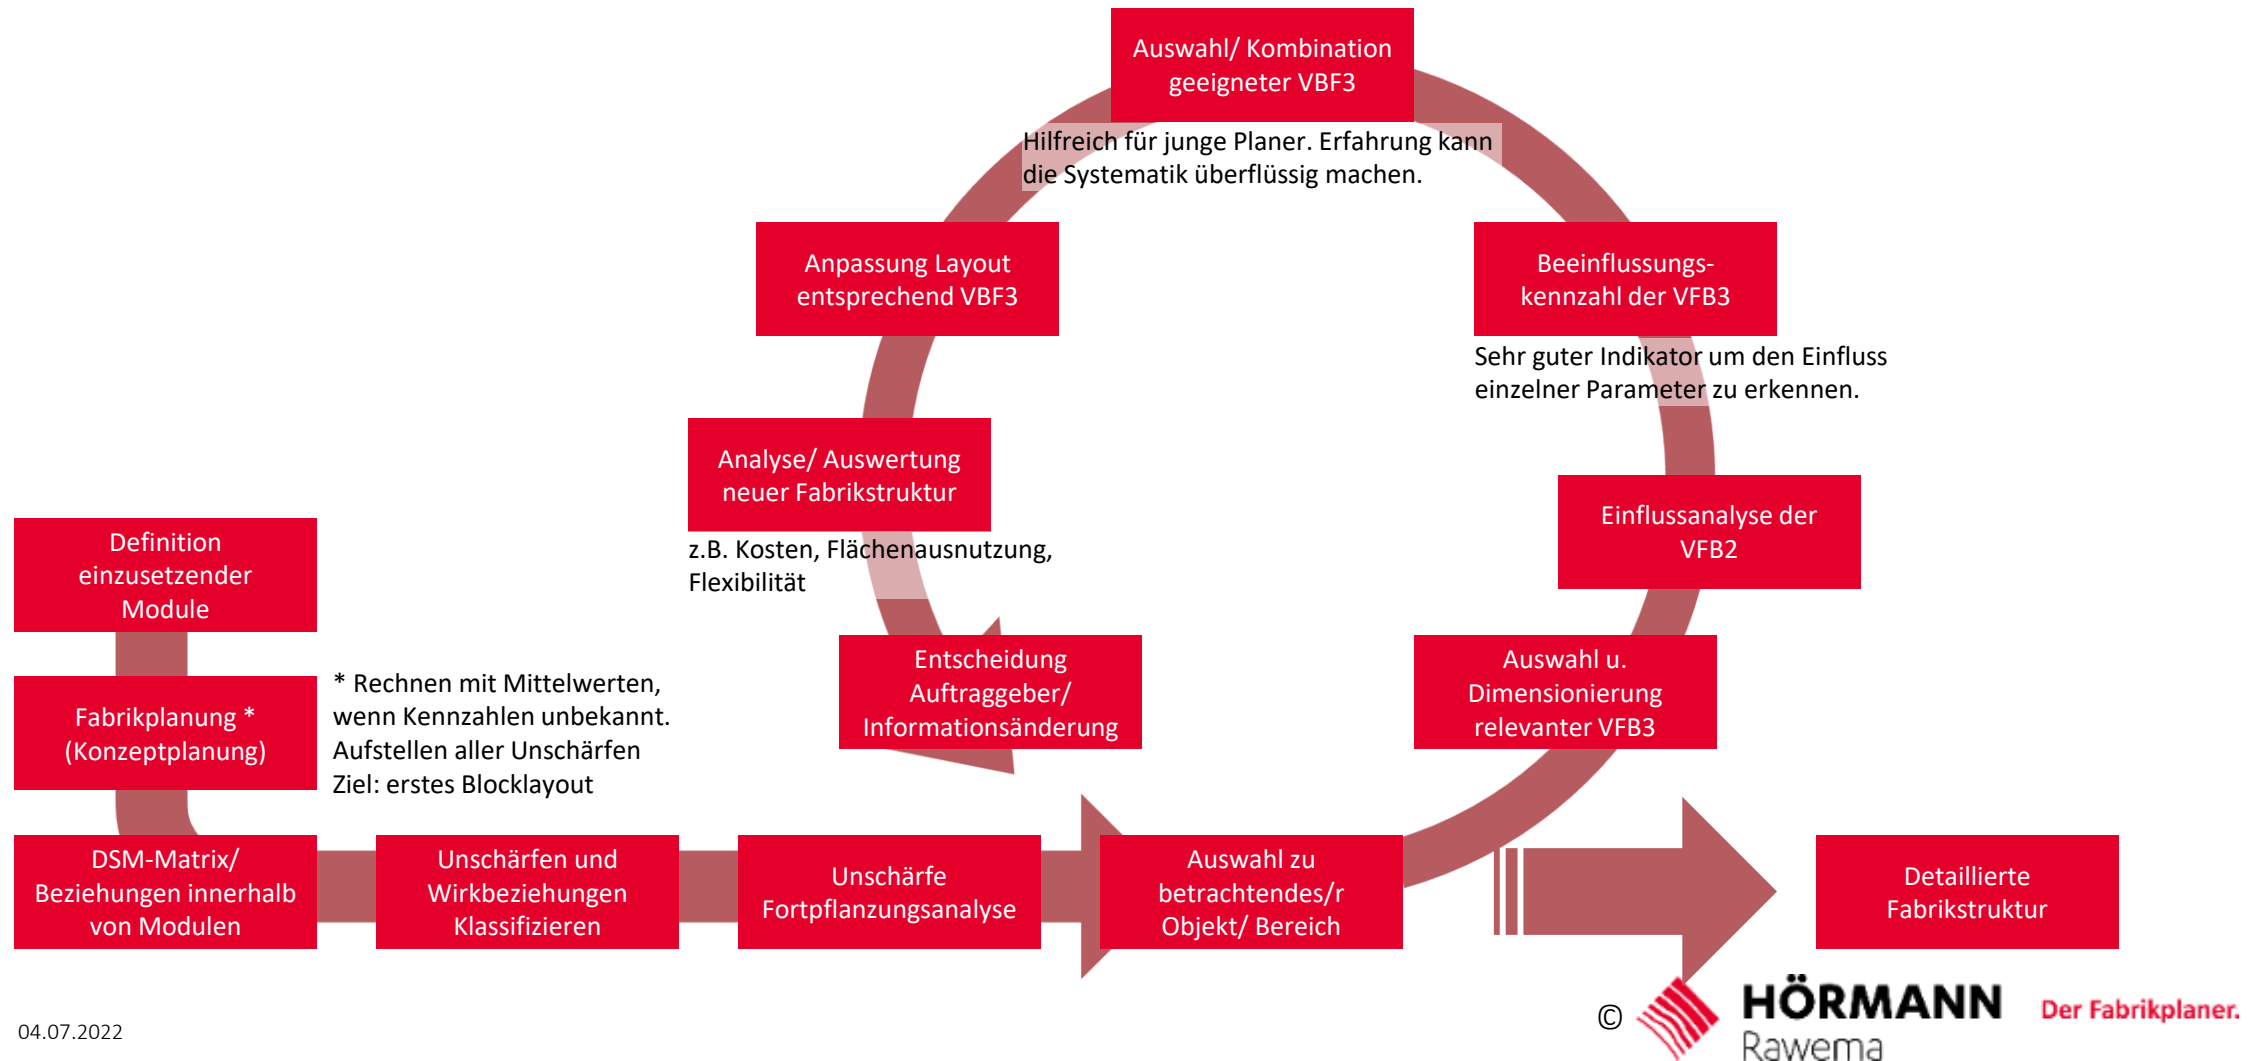 Auswahl/ Kombination
geeigneter VBF3
Hilfreich für junge Planer. Erfahrung kann
die Systematik überflüssig machen.
Anpassung Layout
entsprechend VBF3
Beeinflussungs-
kennzahl der VFB3
Sehr guter Indikator um den Einfluss
einzelner Parameter zu erkennen.
Analyse/ Auswertung
neuer Fabrikstruktur
z.B. Kosten, Flächenausnutzung,
Flexibilität
Einflussanalyse der
VFB2
Definition
einzusetzender
Module
Entscheidung
Auftraggeber/
Informationsänderung
Auswahl u.
Dimensionierung
relevanter VFB3
Fabrikplanung *
(Konzeptplanung)
* Rechnen mit Mittelwerten,
wenn Kennzahlen unbekannt.
Aufstellen aller Unschärfen
Ziel: erstes Blocklayout
DSM-Matrix/
Beziehungen innerhalb
von Modulen
Unschärfen und
Wirkbeziehungen
Klassifizieren
Unschärfe
Fortpflanzungsanalyse
Auswahl zu
betrachtendes/r
Objekt/ Bereich
Detaillierte
Fabrikstruktur
04.07.2022
©
HÖRMANN
Rawema
Der Fabrikplaner.